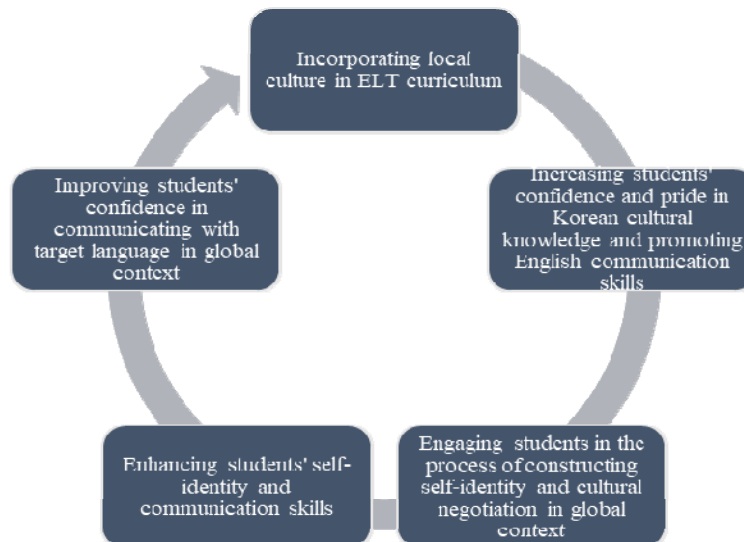 Incorporating local
culture in ELT curriculum
Increasing students'
confidence and pride in
Korean cultural
knowledge and promoting
English communication
skills
Engaging students in the
process of constructing
self-identity and cultural
negotiation in global
context
Enhancing students' self-
identity and
communication skills
Improving students'
confidence in
communicating with
target language in global
context